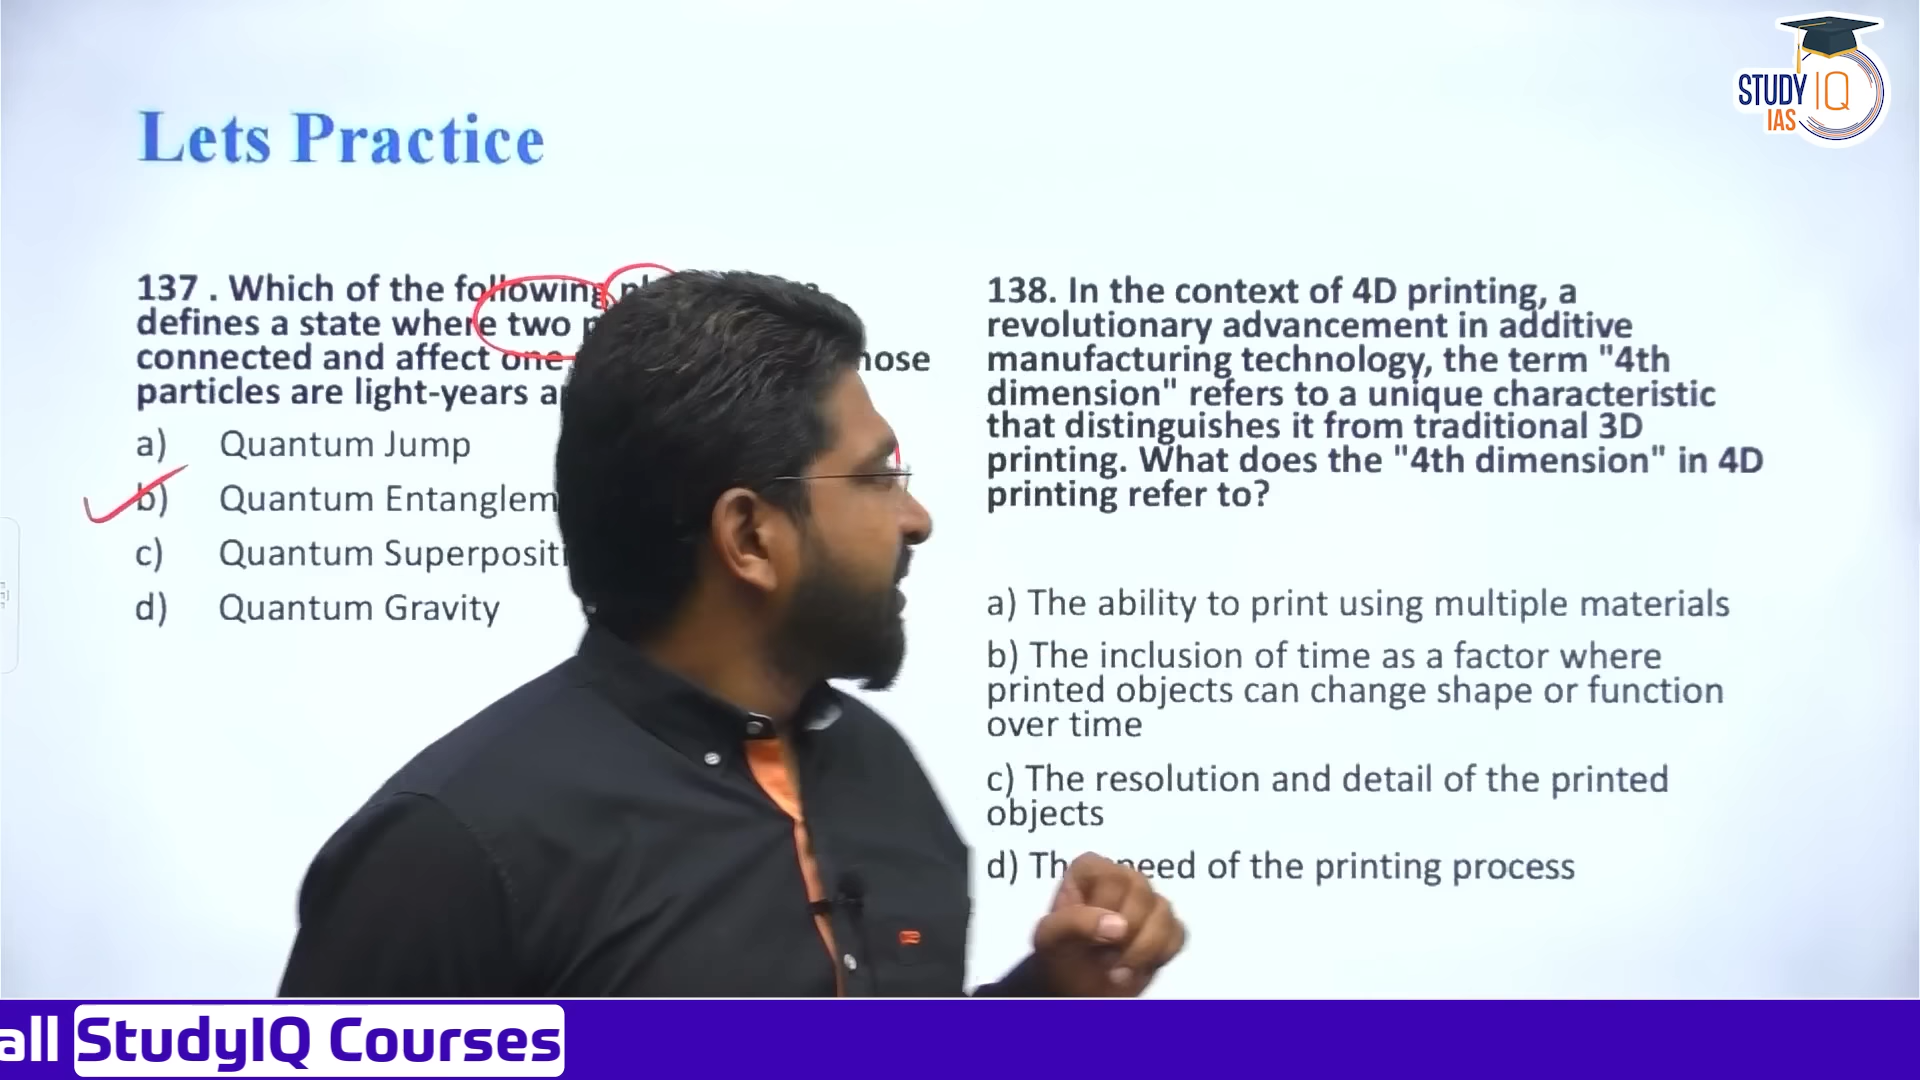 STUDY IQ
IAS
Lets Practice
137 . Which of the following
defines a state where two
connected and affect one
particles are light-years
a) Quantum Jump
b) Quantum
c) Quantum
d) Quantum Gravity
138. In the context of 4D printing, a
revolutionary advancement in additive
manufacturing technology, the term "4th
dimension" refers to a unique characteristic
that distinguishes it from traditional 3D
printing. What does the "4th dimension" in 4D
printing refer to?
a) The ability to print using multiple materials
b) The inclusion of time as a factor where
printed objects can change shape or function
over time
c) The resolution and detail of the printed
objects
d) of the printing process
all StudyIQ Courses